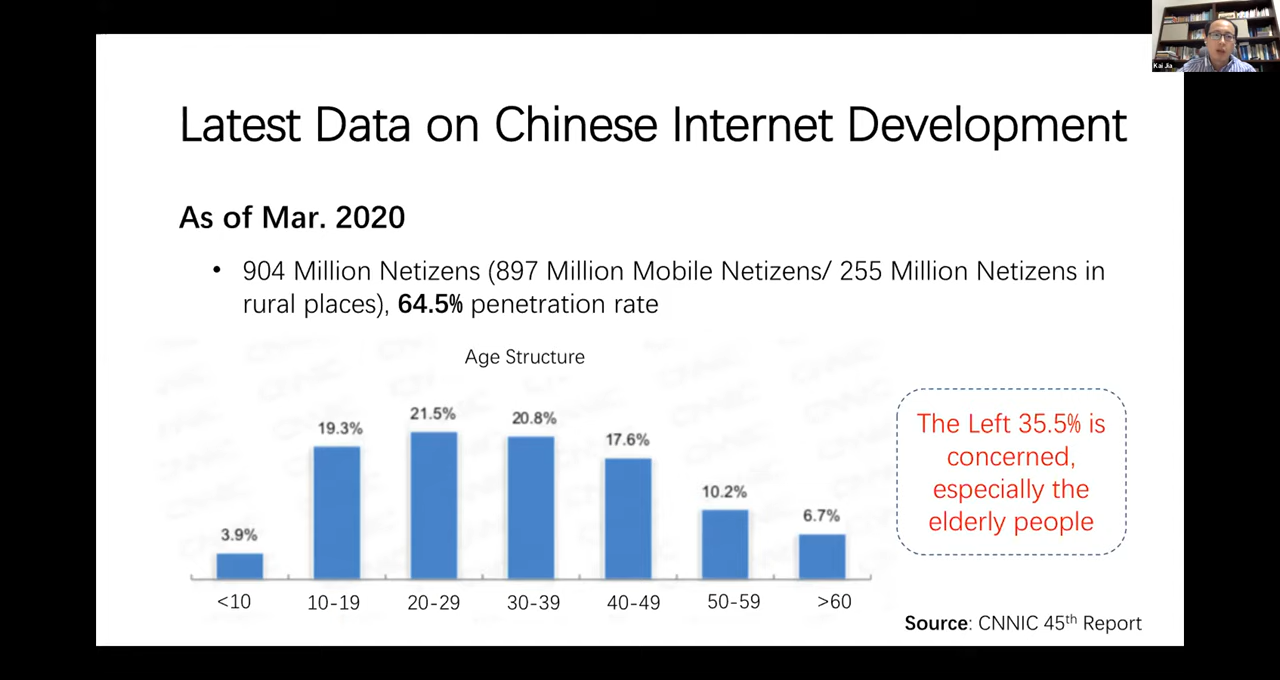 Kai Jia
Latest Data on Chinese Internet Development
As of Mar. 2020
• 904 Million Netizens (897 Million Mobile Netizens/ 255 Million Netizens in
rural places), 64.5% penetration rate
Age Structure
3.9%
19.3%
21.5%
20.8%
17.6%
10.2%
6.7%
<10
10-19
20-29
30-39
40-49
50-59
>60
The Left 35.5% is
concerned,
especially the
elderly people
Source: CNNIC 45th Report